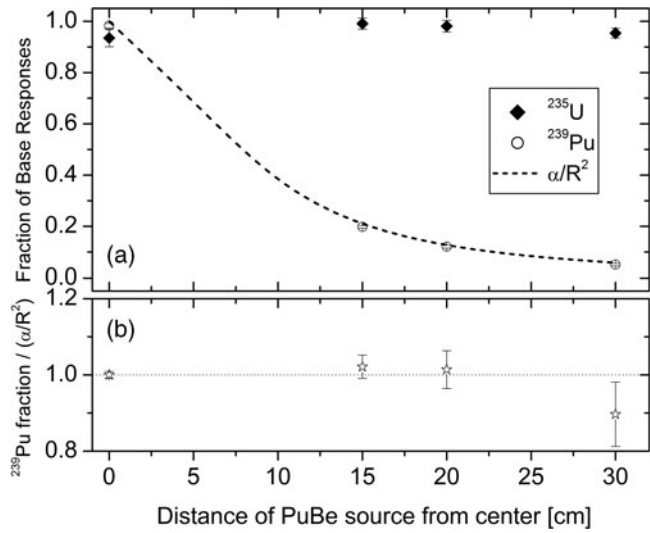 Fraction of Base Responses
1.0
0.8
0.6
0.4
0.2
0.0
²³⁵U
²³⁹Pu
α/R²
(a)
²³⁹Pu fraction / (α/R²)
1.2
1.0
0.8
(b)
0 5 10 15 20 25 30
Distance of PuBe source from center [cm]